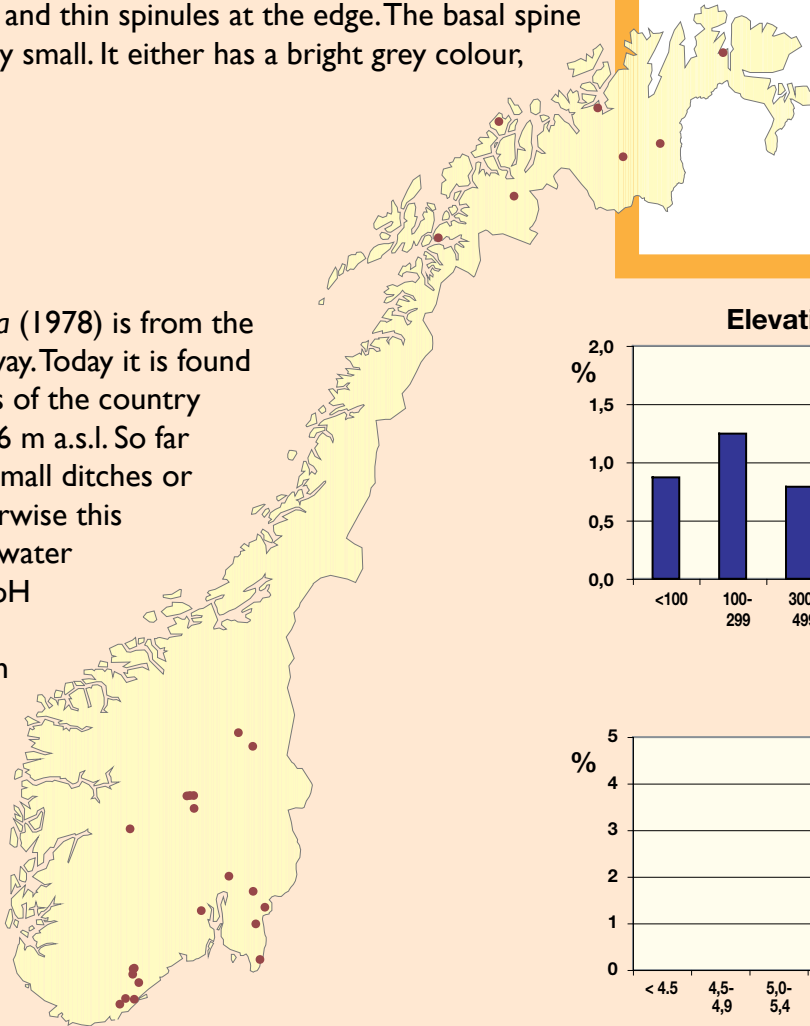 and thin spinules at the edge. The basal spine
y small. It either has a bright grey colour,
a (1978) is from the
way. Today it is found
s of the country
6 m a.s.l. So far
small ditches or
rwise this
water
pH
n
Elevati
2,0
%
1,5
1,0
0,5
0,0
<100
100-
299
300
499
5
%
4
3
2
1
0
< 4.5
4,5-
4,9
5,0-
5,4